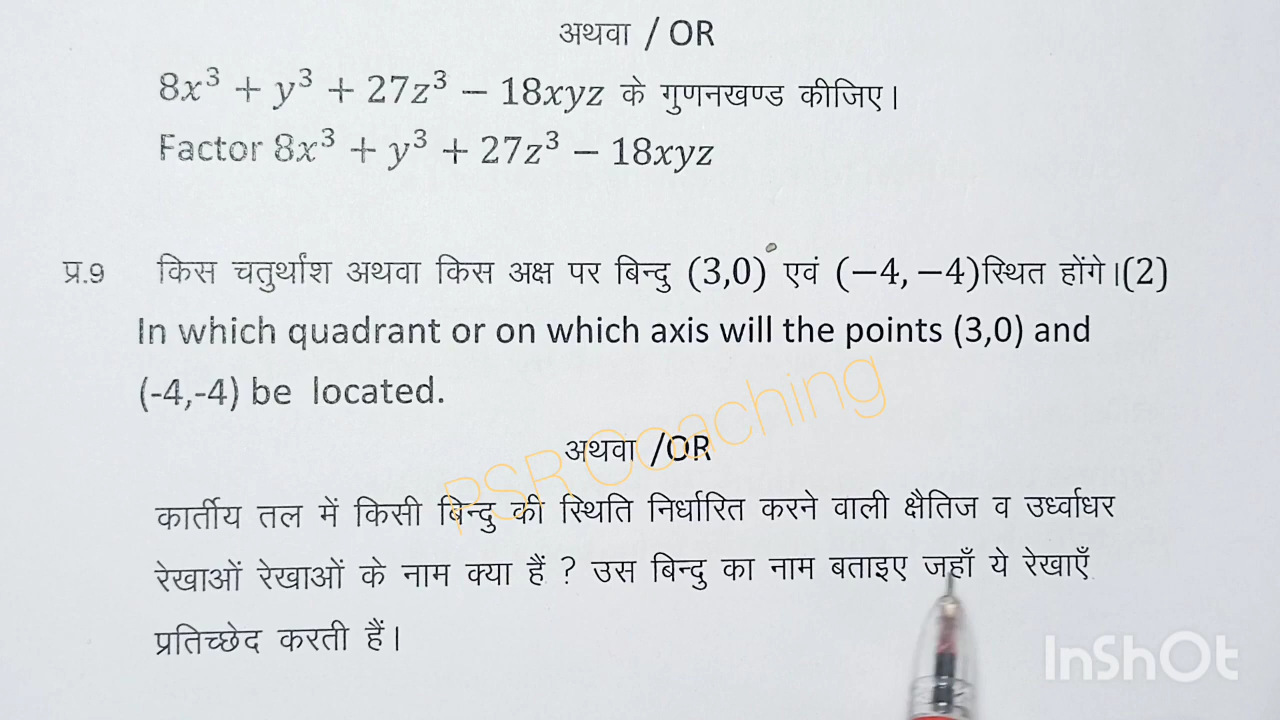 अथवा / OR
8x³ + y³ + 27z³ − 18xyz के गुणनखण्ड कीजिए।
Factor 8x³ + y³ + 27z³ − 18xyz
प्र.9 किस चतुर्थांश अथवा किस अक्ष पर बिन्दु (3,0) एवं (−4, −4)स्थित होंगे।(2)
In which quadrant or on which axis will the points (3,0) and
(-4,-4) be located.
PSR Ccoaching
अथवा /OR
कार्तीय तल में किसी बिन्दु की स्थिति निर्धारित करने वाली क्षैतिज व उर्ध्वाधर
रेखाओं रेखाओं के नाम क्या हैं ? उस बिन्दु का नाम बताइए जहाँ ये रेखाएँ
प्रतिच्छेद करती हैं।
InShOt